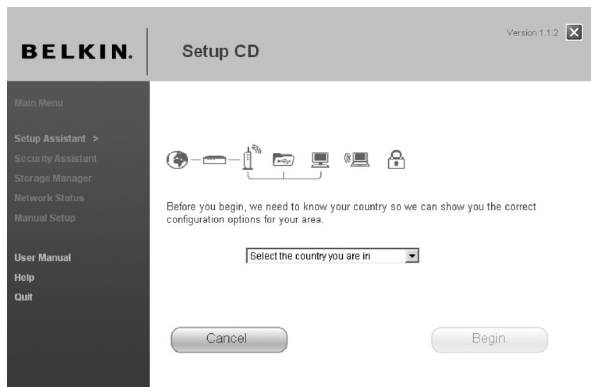 BELKIN.
Setup CD
Version 1.1.2
Main Menu
Setup Assistant >
Security Assistant
Storage Manager
Network Status
Manual Setup
User Manual
Help
Quit
Before you begin, we need to know your country so we can show you the correct
configuration options for your area.
Select the country you are in
Cancel
Begin